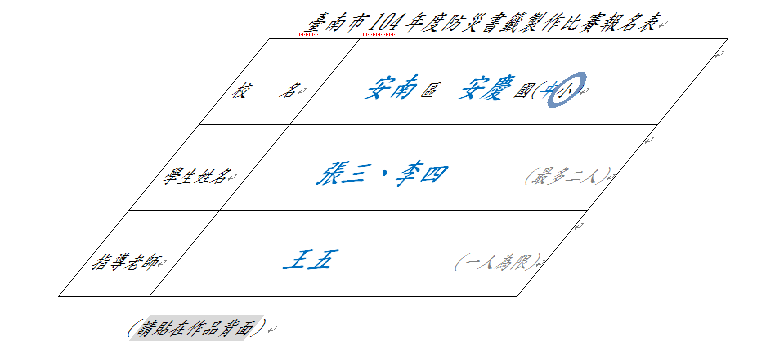 臺南市104年度防災書籤製作比賽報名表
校 名 安南區 安慶國(中小
學生姓名 張三、李四 (最多二人)
指導老師 王五 (一人為限)
(請貼在作品背面)